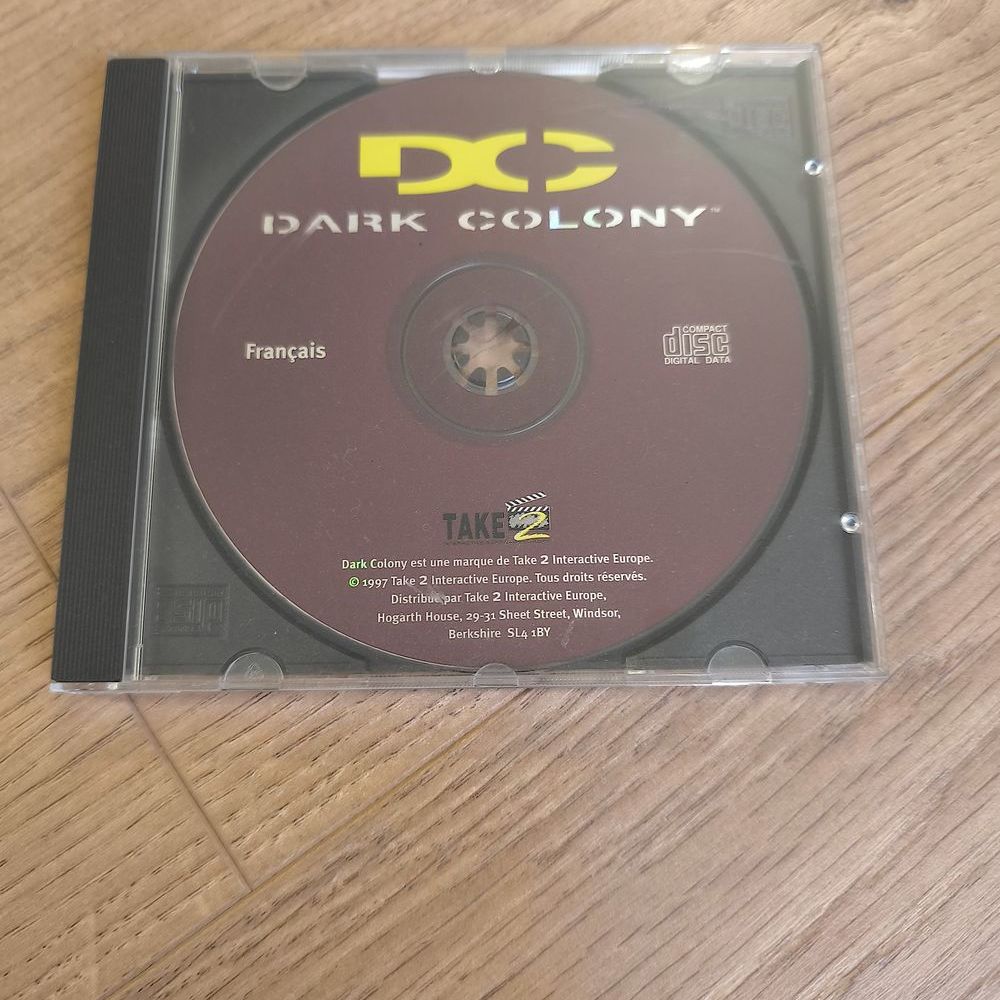 DC
DARK COLONY™
Français
COMPACT
disc
DIGITAL DATA
TAKE 2
Dark Colony est une marque de Take 2 Interactive Europe.
© 1997 Take 2 Interactive Europe. Tous droits réservés.
Distribué par Take 2 Interactive Europe,
Hogarth House, 29-31 Sheet Street, Windsor,
Berkshire SL4 1BY